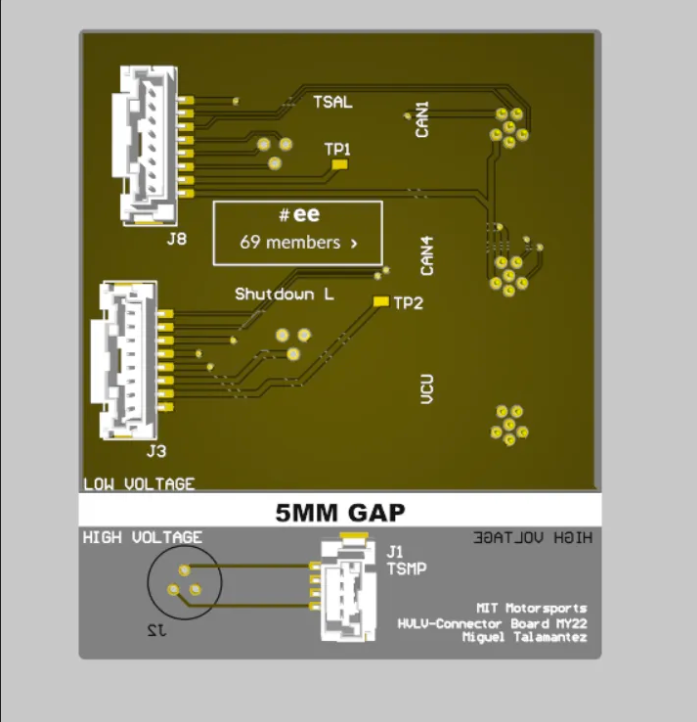 TSAL
CAN1
TP1
#ee
69 members ›
J8
CAN4
Shutdown L
TP2
VCU
J3
LOW VOLTAGE
5MM GAP
HIGH VOLTAGE
HIGH VOLTAGE
J1
TSMP
J2
MIT Motorsports
HVLV-Connector Board MY22
Miguel Talamantez